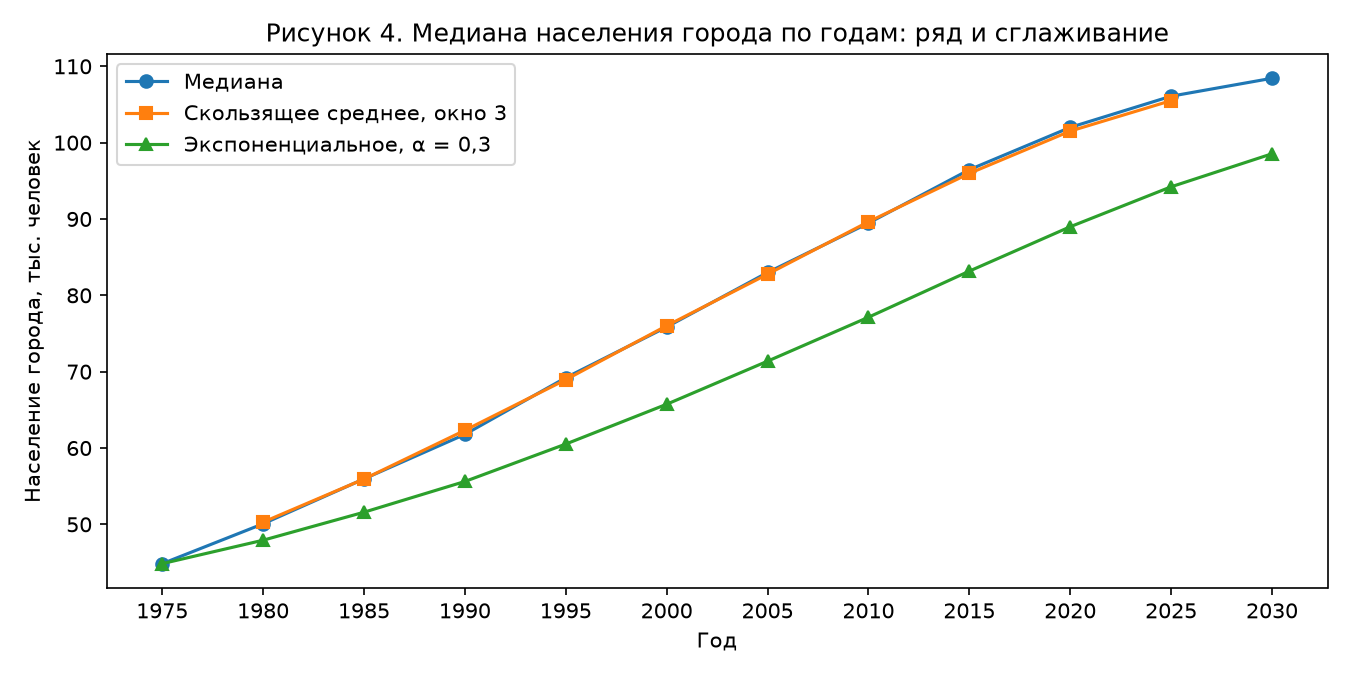 Рисунок 4. Медиана населения города по годам: ряд и сглаживание
Медиана
Скользящее среднее, окно 3
Экспоненциальное, α = 0,3
Население города, тыс. человек
110
100
90
80
70
60
50
1975 1980 1985 1990 1995 2000 2005 2010 2015 2020 2025 2030
Год